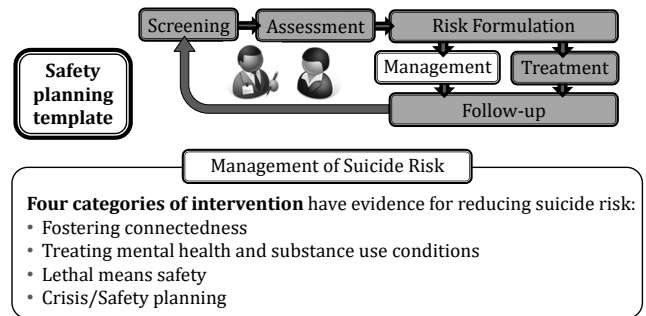 Screening
Assessment
Risk Formulation
Management
Treatment
Follow-up
Safety
planning
template
Management of Suicide Risk
Four categories of intervention have evidence for reducing suicide risk:
• Fostering connectedness
• Treating mental health and substance use conditions
• Lethal means safety
• Crisis/Safety planning